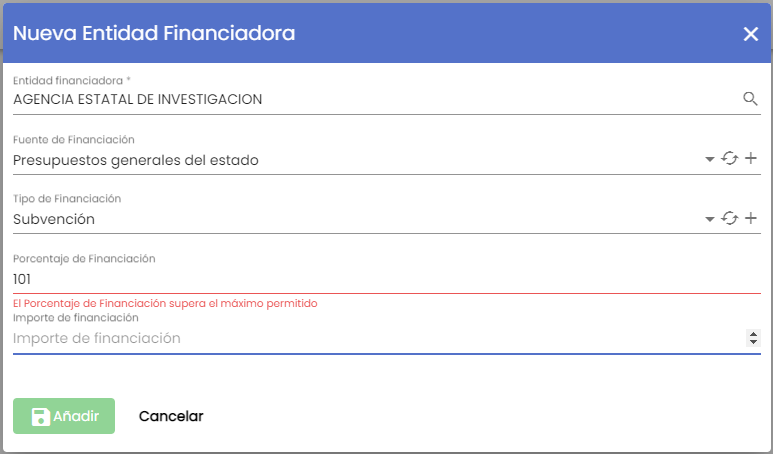 Nueva Entidad Financiadora
Entidad financiadora *
AGENCIA ESTATAL DE INVESTIGACION
Fuente de Financiación
Presupuestos generales del estado
Tipo de Financiación
Subvención
Porcentaje de Financiación
101
El Porcentaje de Financiación supera el máximo permitido
Importe de financiación
Importe de financiación
Añadir Cancelar